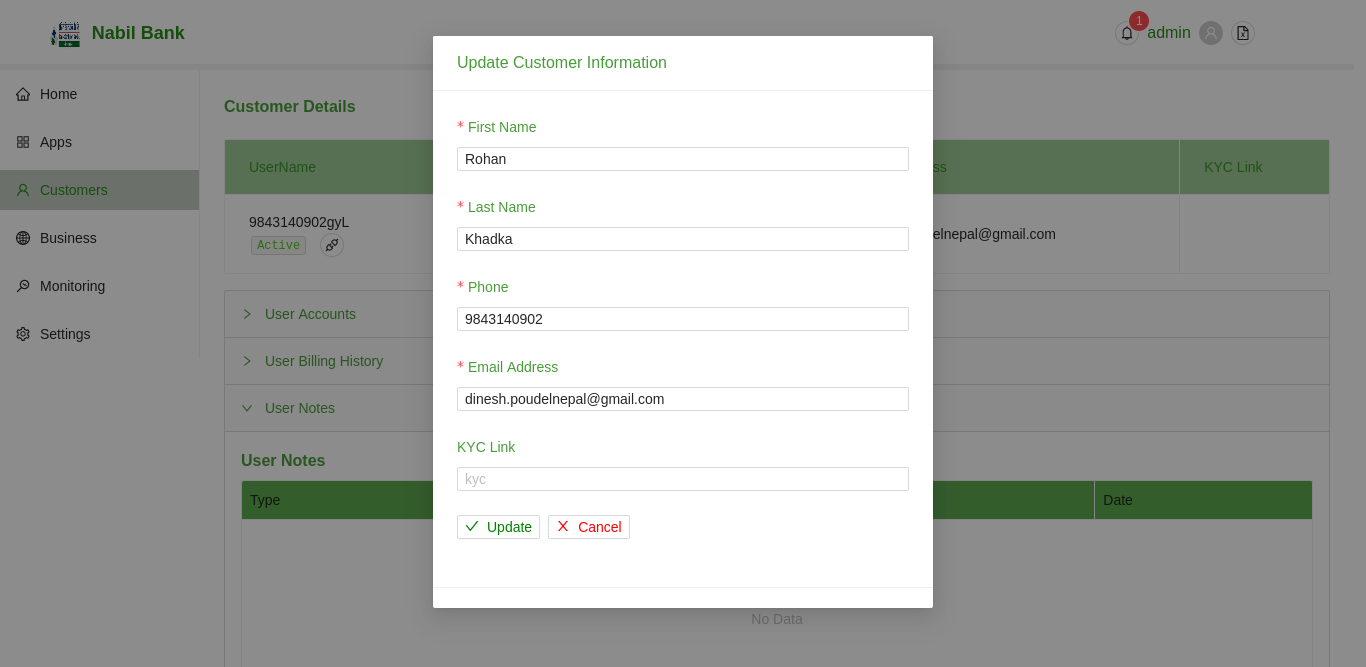 Nabil Bank
1
admin
Home
Apps
Customers
Business
Monitoring
Settings
Customer Details
UserName
ss
KYC Link
9843140902gyL
Active
elnepal@gmail.com
User Accounts
User Billing History
User Notes
User Notes
Type
Date
No Data
Update Customer Information
* First Name
Rohan
* Last Name
Khadka
* Phone
9843140902
* Email Address
dinesh.poudelnepal@gmail.com
KYC Link
kyc
Update
Cancel